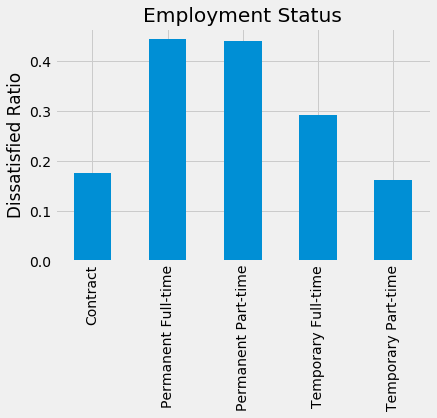 Employment Status
Dissatisfied Ratio
0.4
0.3
0.2
0.1
0.0
Contract
Permanent Full-time
Permanent Part-time
Temporary Full-time
Temporary Part-time